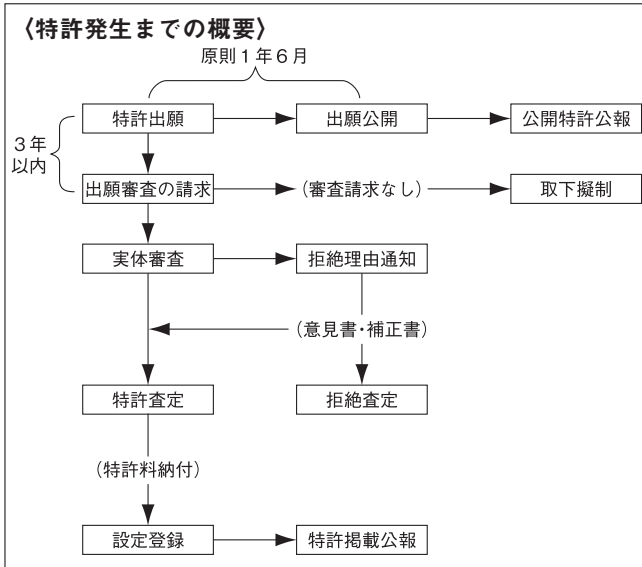 〈特許発生までの概要〉
原則1年6月
特許出願
出願公開
公開特許公報
3年
以内
出願審査の請求
(審査請求なし)
取下擬制
実体審査
拒絶理由通知
(意見書・補正書)
特許査定
拒絶査定
(特許料納付)
設定登録
特許掲載公報